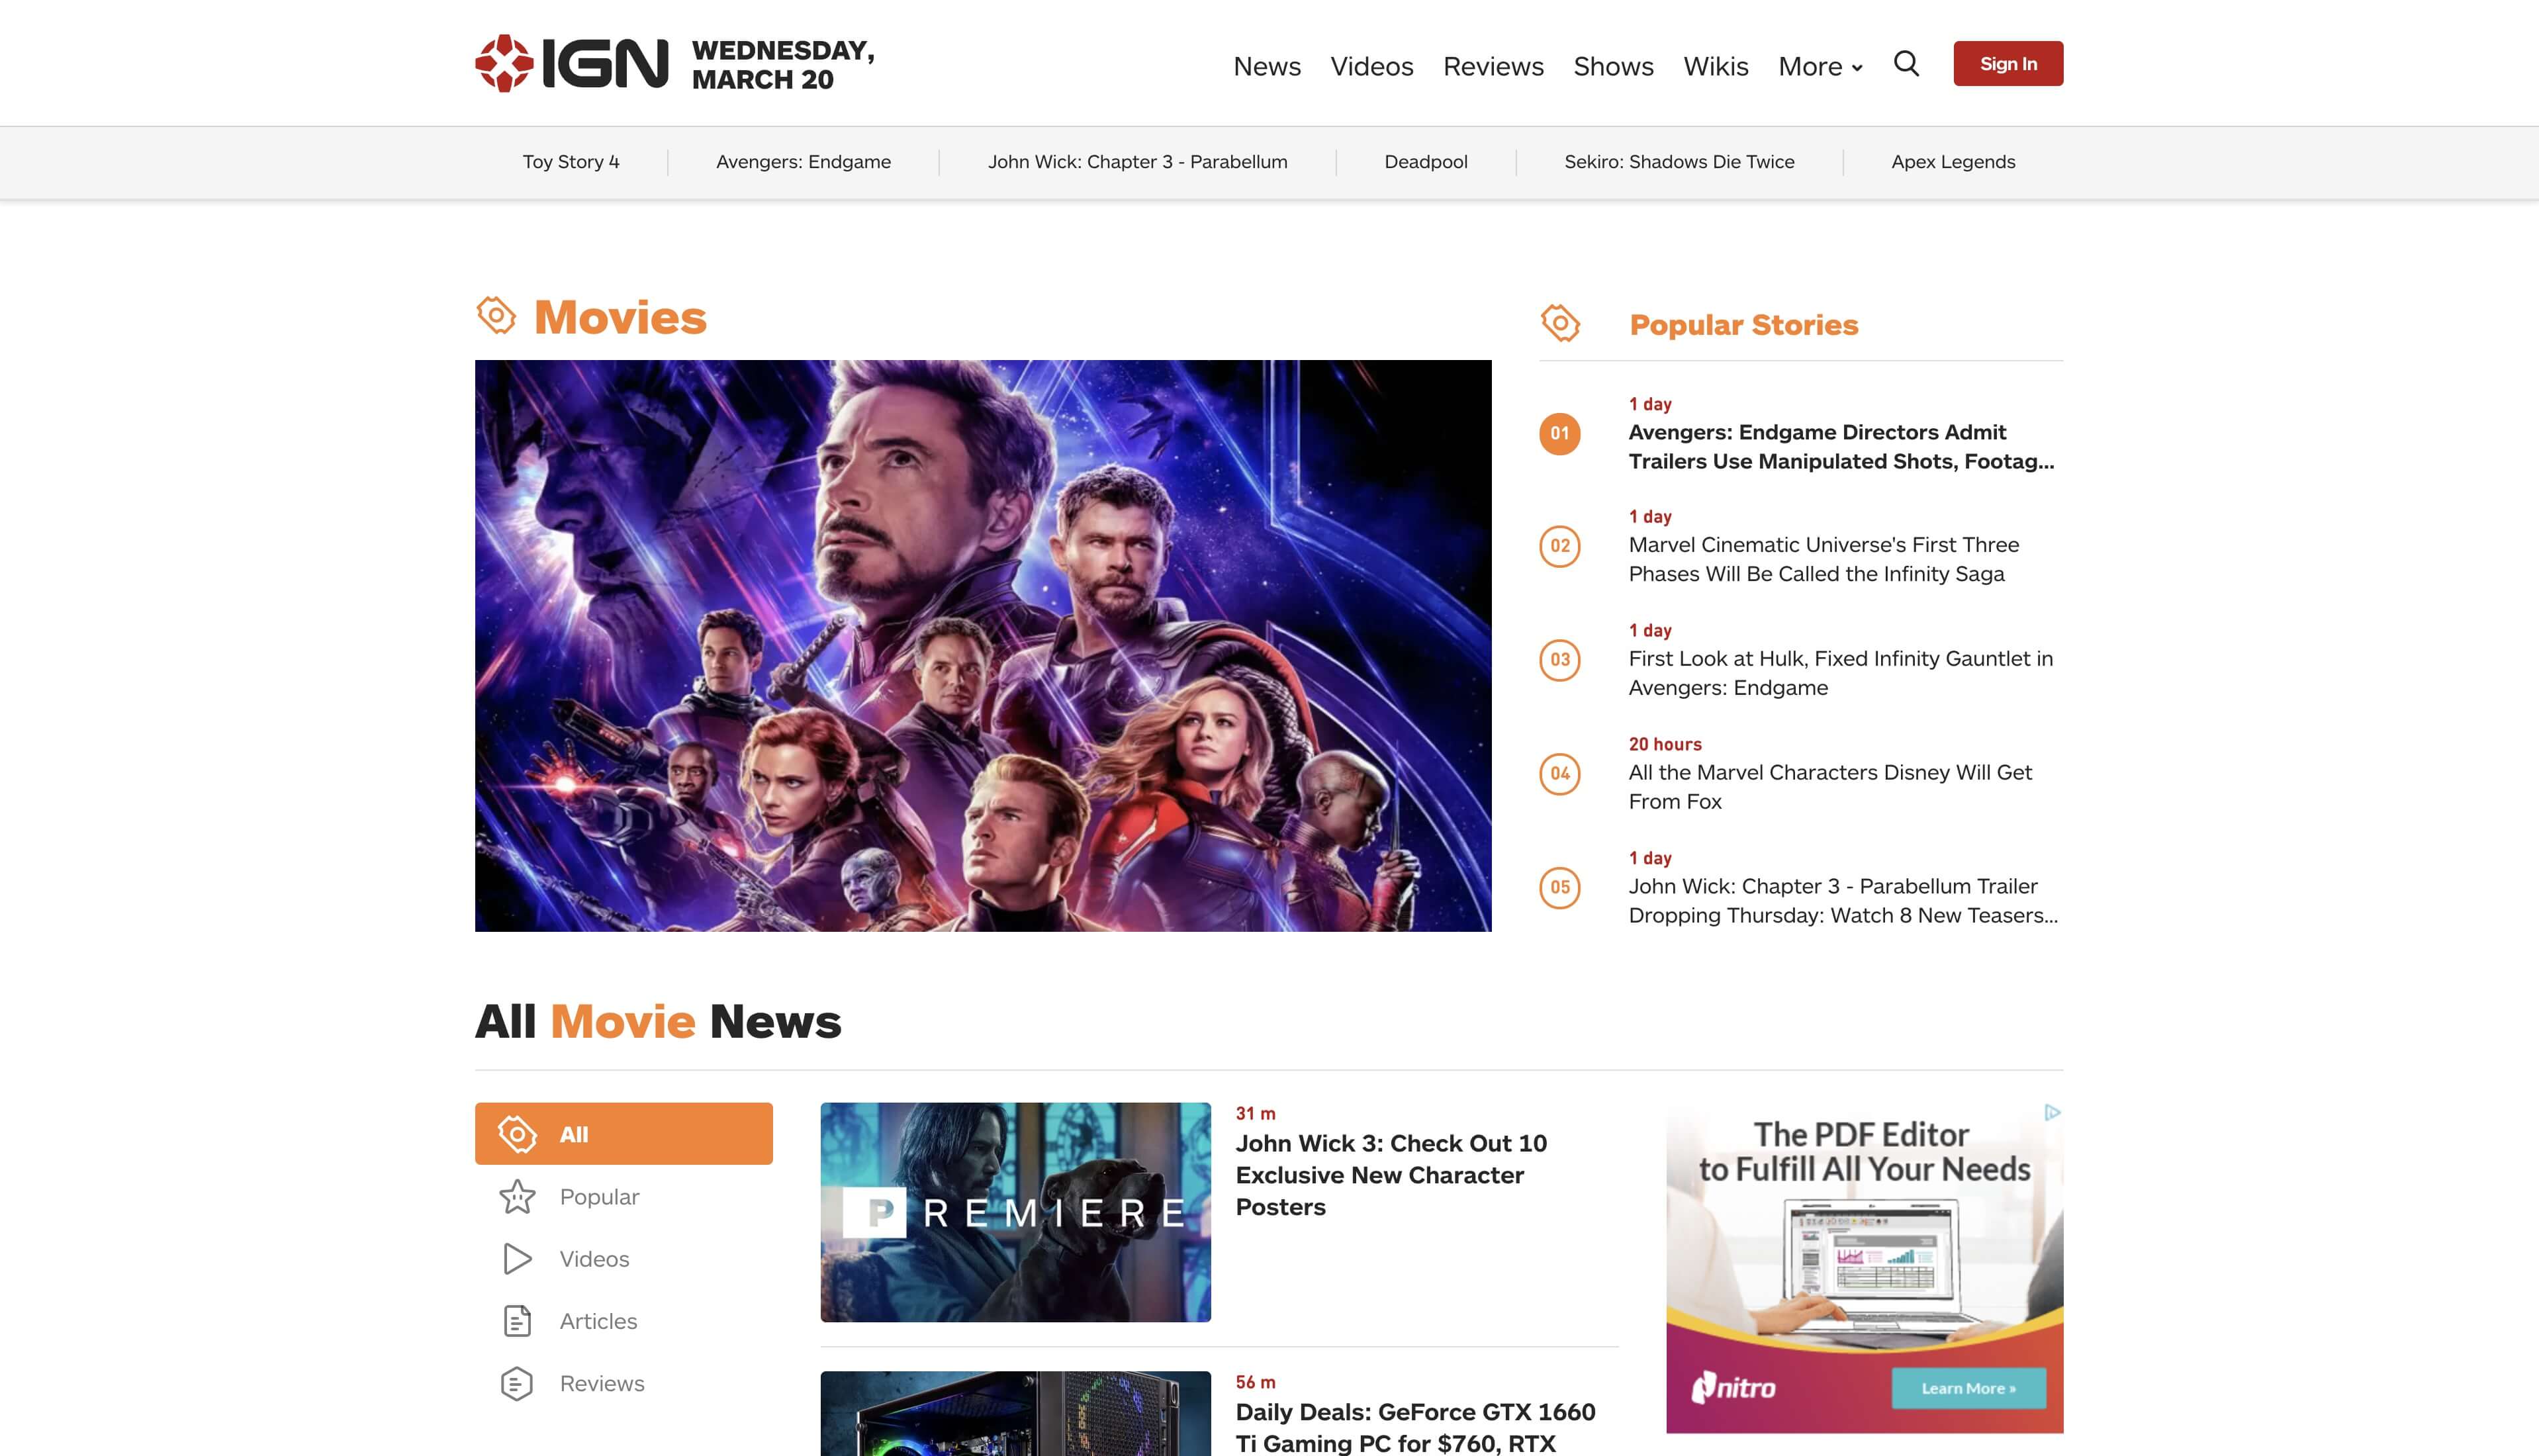 IGN
WEDNESDAY,
MARCH 20
News
Videos
Reviews
Shows
Wikis
More
Sign In
Toy Story 4
Avengers: Endgame
John Wick: Chapter 3 - Parabellum
Deadpool
Sekiro: Shadows Die Twice
Apex Legends
Movies
Popular Stories
01
1 day
Avengers: Endgame Directors Admit
Trailers Use Manipulated Shots, Footag...
02
1 day
Marvel Cinematic Universe's First Three
Phases Will Be Called the Infinity Saga
03
1 day
First Look at Hulk, Fixed Infinity Gauntlet in
Avengers: Endgame
04
20 hours
All the Marvel Characters Disney Will Get
From Fox
05
1 day
John Wick: Chapter 3 - Parabellum Trailer
Dropping Thursday: Watch 8 New Teasers...
All Movie News
All
Popular
Videos
Articles
Reviews
PREMIERE
31 m
John Wick 3: Check Out 10
Exclusive New Character
Posters
56 m
Daily Deals: GeForce GTX 1660
Ti Gaming PC for $760, RTX
The PDF Editor
to Fulfill All Your Needs
nitro
Learn More »